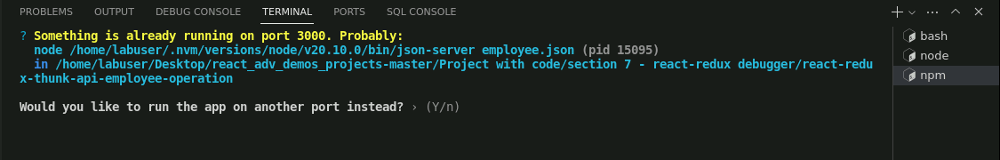 PROBLEMS OUTPUT DEBUG CONSOLE TERMINAL PORTS SQL CONSOLE
? Something is already running on port 3000. Probably:
node /home/labuser/.nvm/versions/node/v20.10.0/bin/json-server employee.json (pid 15095)
in /home/labuser/Desktop/react_adv_demos_projects-master/Project with code/section 7 - react-redux debugger/react-redu
x-thunk-api-employee-operation
Would you like to run the app on another port instead? › (Y/n)
bash
node
npm